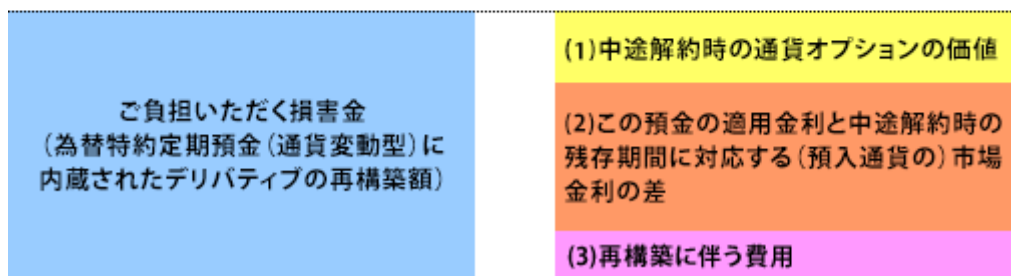 ご負担いただく損害金
(為替特約定期預金(通貨変動型)に
内蔵されたデリバティブの再構築額)
(1)中途解約時の通貨オプションの価値
(2)この預金の適用金利と中途解約時の
残存期間に対応する(預入通貨の)市場
金利の差
(3)再構築に伴う費用